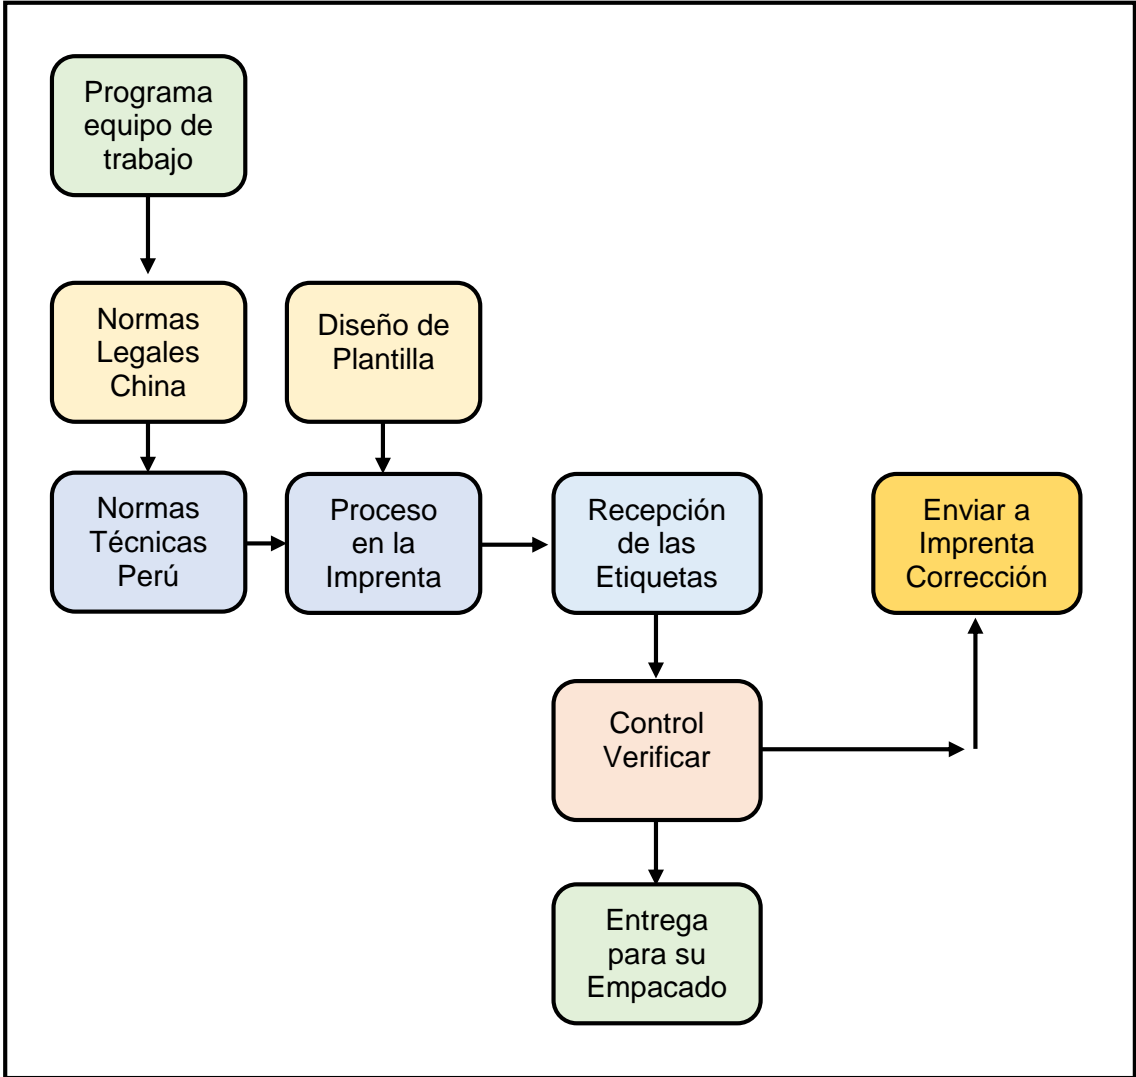 Programa
equipo de
trabajo
Normas
Legales
China
Diseño de
Plantilla
Normas
Técnicas
Perú
Proceso
en la
Imprenta
Recepción
de las
Etiquetas
Enviar a
Imprenta
Corrección
Control
Verificar
Entrega
para su
Empacado